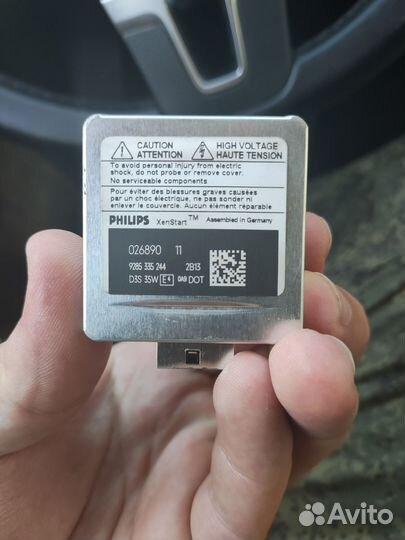 CAUTION
ATTENTION
HIGH VOLTAGE
HAUTE TENSION
To avoid personal injury from electric
shock, do not probe or remove cover.
No serviceable components
Pour éviter des blessures graves causées
par un choc électrique, ne pas sonder ni
enlever le couvercle. Aucun élément réparable
PHILIPS XenStart™ Assembled in Germany
026890 11
9285 335 244 2B13
D3S 35W E4 DOT
Avito